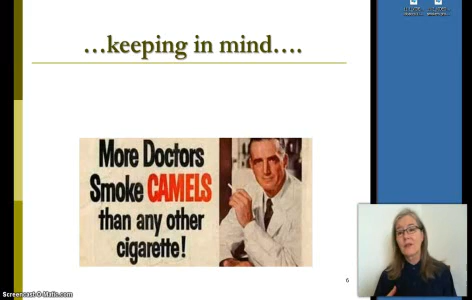 ...keeping in mind....
More Doctors
Smoke CAMELS
than any other
cigarette!
6
Screencast-O-Matic.com